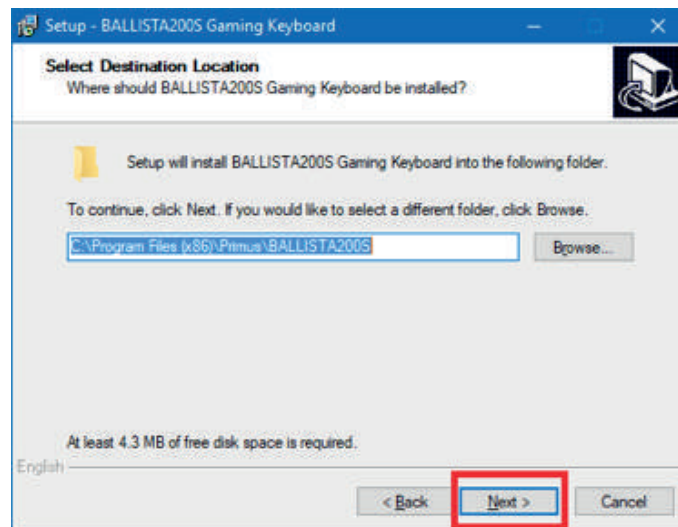 Setup - BALLISTA200S Gaming Keyboard
Select Destination Location
Where should BALLISTA200S Gaming Keyboard be installed?
Setup will install BALLISTA200S Gaming Keyboard into the following folder.
To continue, click Next. If you would like to select a different folder, click Browse.
C:\Program Files (x86)\Primus\BALLISTA200S
Browse...
At least 4.3 MB of free disk space is required.
English
< Back Next > Cancel